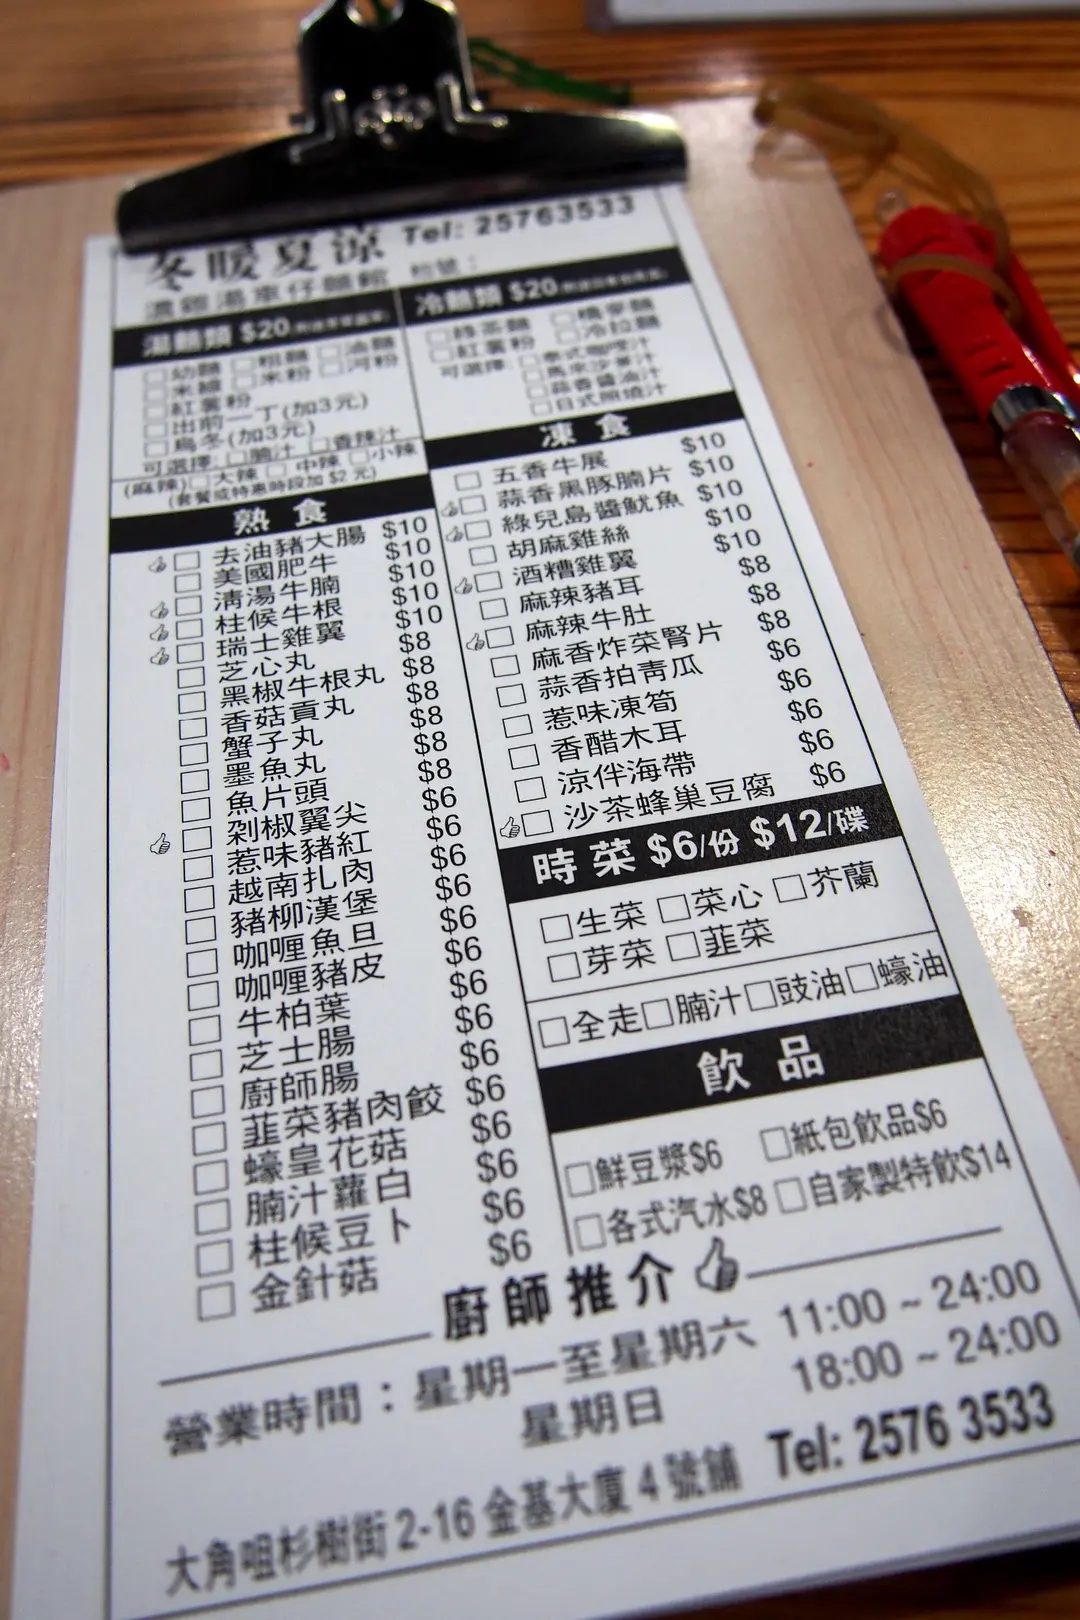 冬暖夏涼 Tel: 25763533
濃雞湯車仔麵館 枱號：
湯麵類 $20
□幼麵 □粗麵 □油麵
□米線 □米粉 □河粉
□紅薯粉
□出前一丁(加3元)
□烏冬(加3元)
可選擇: □腩汁 □香辣汁
(麻辣)□大辣 □中辣 □小辣
(套餐或特惠時段加 $2 元)
冷麵類 $20
□綠茶麵 □蕎麥麵
□紅薯粉 □冷拉麵
可選擇: □泰式咖喱汁
□馬來沙爹汁
□蒜香醬油汁
□日式照燒汁
熟食
□去油豬大腸 $10
□美國肥牛 $10
□清湯牛腩 $10
□柱候牛根 $10
□瑞士雞翼 $10
□芝心丸 $8
□黑椒牛根丸 $8
□香菇貢丸 $8
□蟹子丸 $8
□墨魚丸 $8
□魚片頭 $8
□剁椒翼尖 $6
□惹味豬紅 $6
□越南扎肉 $6
□豬柳漢堡 $6
□咖喱魚旦 $6
□咖喱豬皮 $6
□牛柏葉 $6
□芝士腸 $6
□廚師腸 $6
□韮菜豬肉餃 $6
□蠔皇花菇 $6
□腩汁蘿白 $6
□柱候豆卜 $6
□金針菇 $6
凍食
□五香牛展 $10
□蒜香黑豚腩片 $10
□綠兒島醬魷魚 $10
□胡麻雞絲 $10
□酒糟雞翼 $10
□麻辣豬耳 $8
□麻辣牛肚 $8
□麻香炸菜腎片 $8
□蒜香拍青瓜 $6
□惹味凍筍 $6
□香醋木耳 $6
□涼伴海帶 $6
□沙茶蜂巢豆腐 $6
時菜 $6/份 $12/碟
□生菜 □菜心 □芥蘭
□芽菜 □韮菜
□全走□腩汁□豉油□蠔油
飲品
□鮮豆漿$6 □紙包飲品$6
□各式汽水$8 □自家製特飲$14
廚師推介
營業時間：星期一至星期六 11:00 ~ 24:00
星期日 18:00 ~ 24:00
Tel: 2576 3533
大角咀杉樹街 2-16 金基大廈 4 號舖